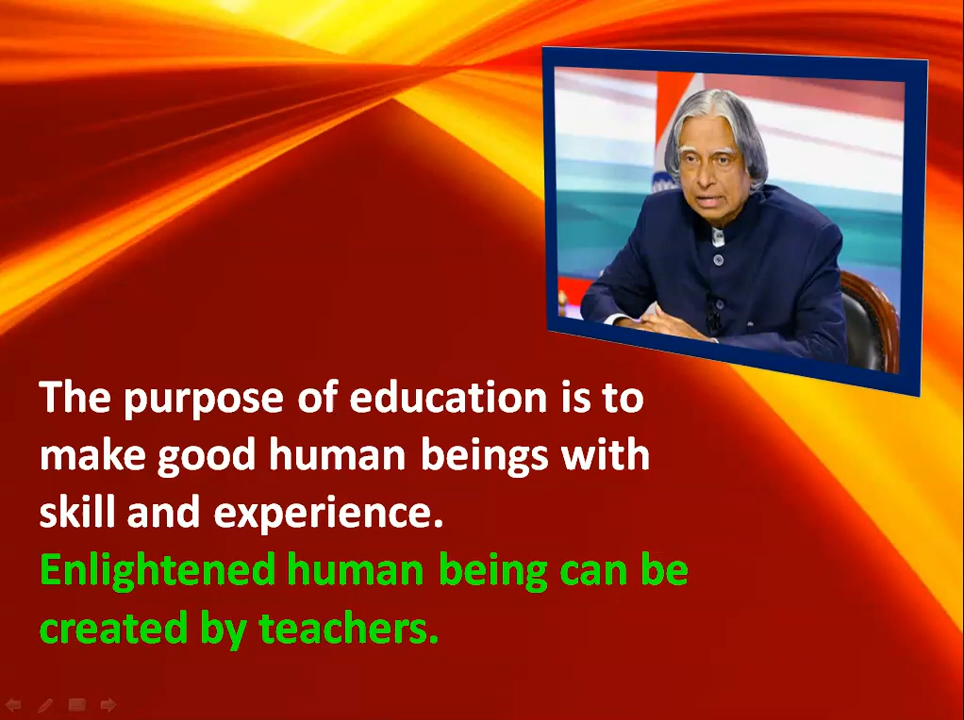 The purpose of education is to
make good human beings with
skill and experience.
Enlightened human being can be
created by teachers.